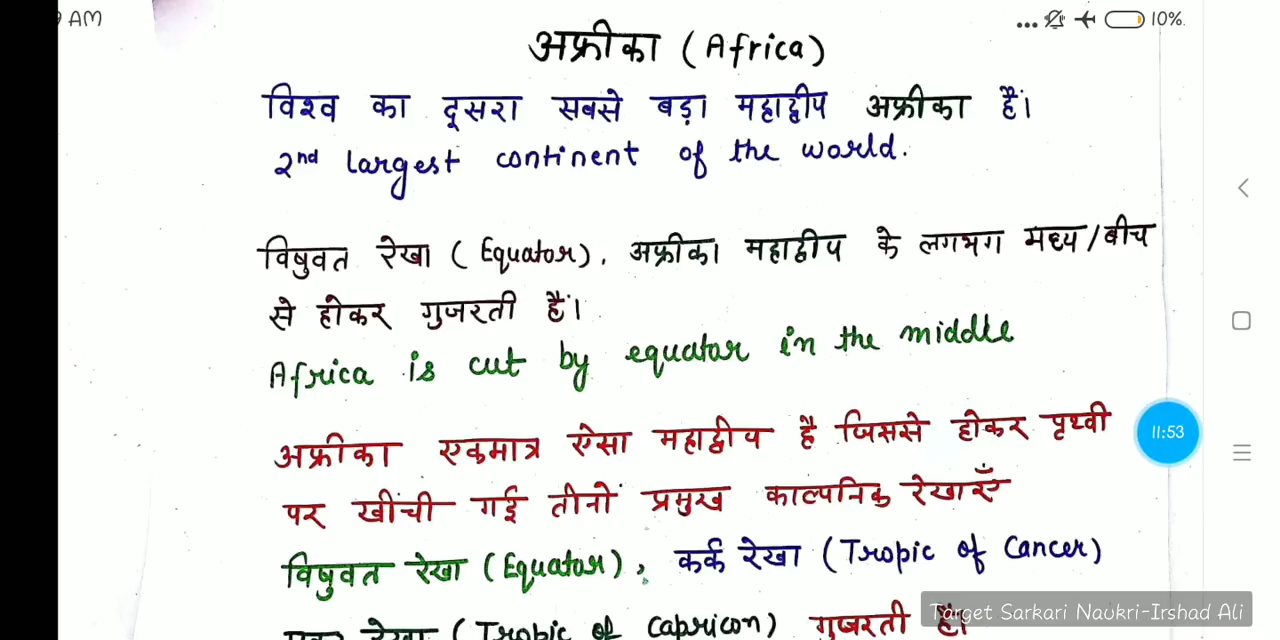 AM
10%
अफ्रीका (Africa)
विश्व का दूसरा सबसे बड़ा महाद्वीप अफ्रीका है।
2nd largest continent of the world.
विषुवत रेखा (Equator), अफ्रीका महाद्वीप के लगभग मध्य/बीच
से होकर गुजरती है।
Africa is cut by equator in the middle
अफ्रीका एकमात्र ऐसा महाद्वीप है जिससे होकर पृथ्वी
पर खींची गई तीनों प्रमुख काल्पनिक रेखाएँ
विषुवत रेखा (Equator), कर्क रेखा (Tropic of Cancer)
रेखा (Tropic of Capricon) गुजरती है।
11:53
Target Sarkari Naukri-Irshad Ali